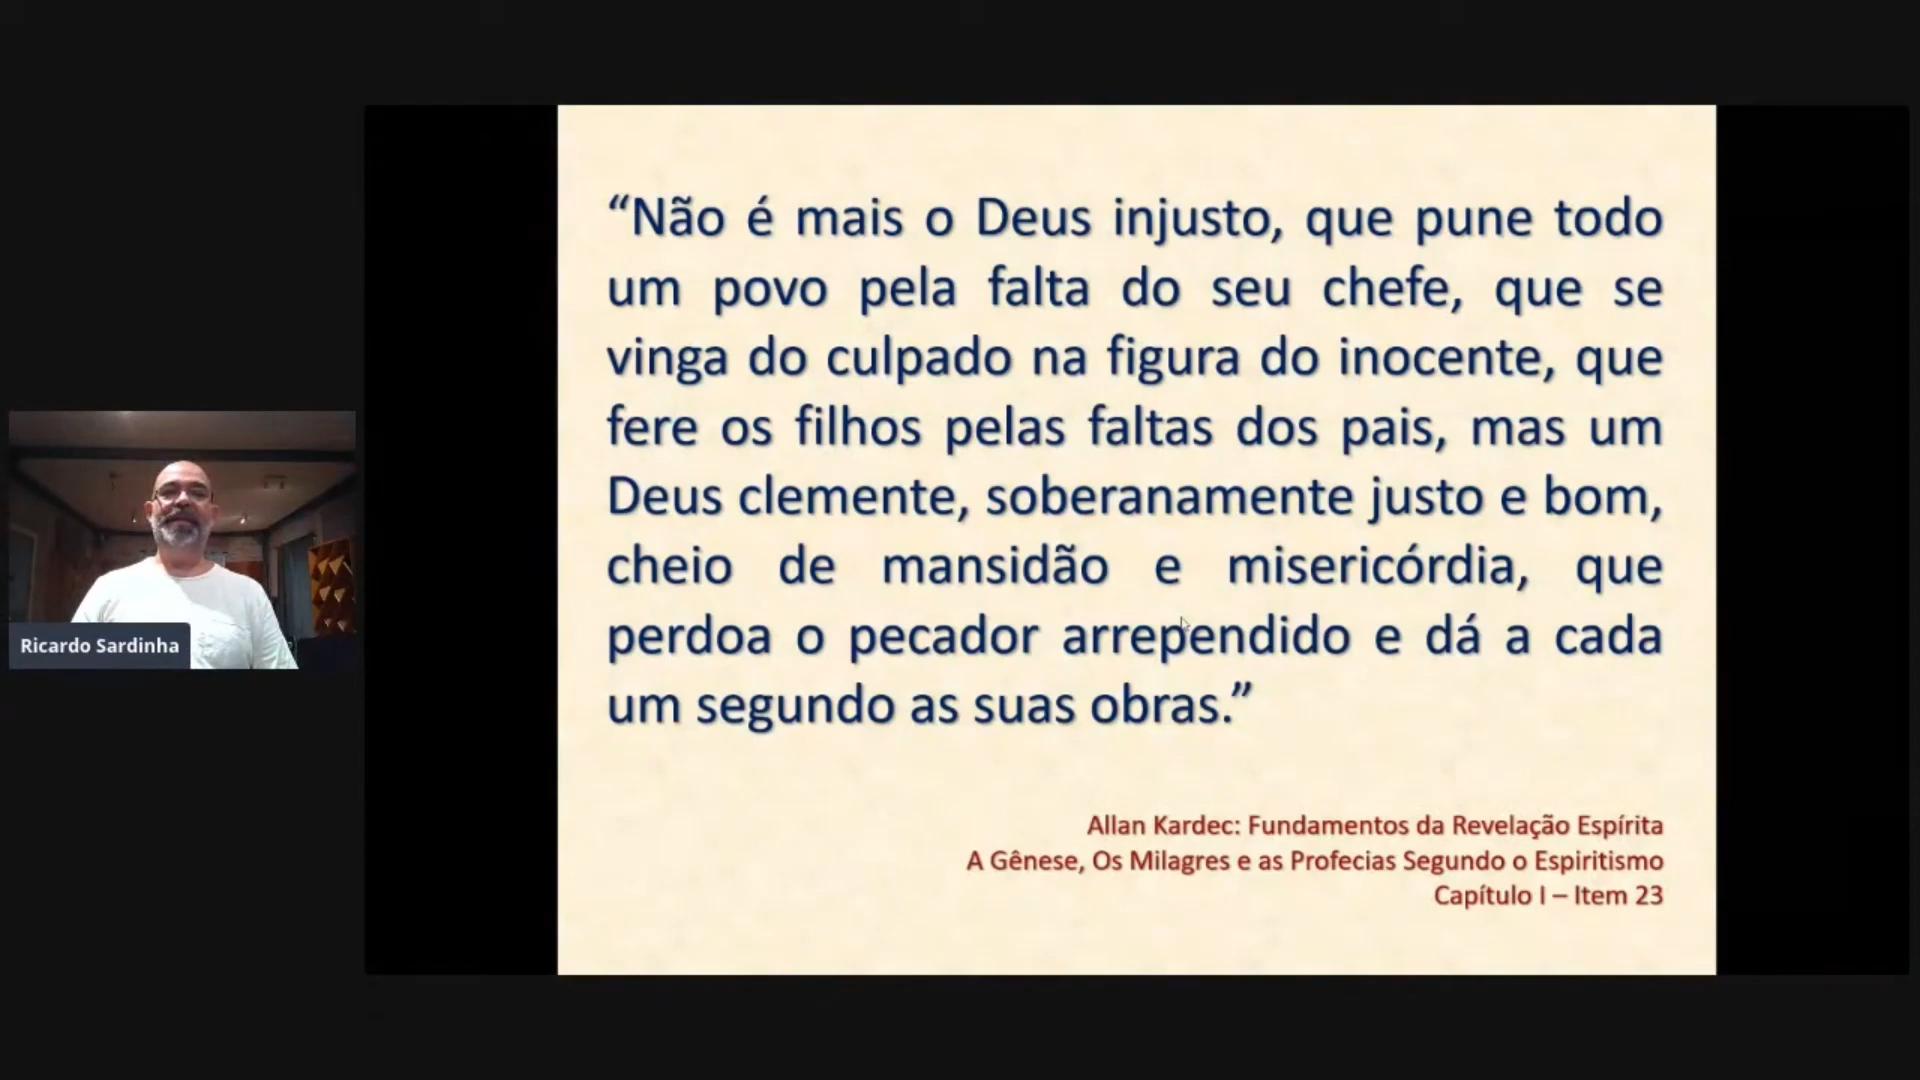 “Não é mais o Deus injusto, que pune todo
um povo pela falta do seu chefe, que se
vinga do culpado na figura do inocente, que
fere os filhos pelas faltas dos pais, mas um
Deus clemente, soberanamente justo e bom,
cheio de mansidão e misericórdia, que
perdoa o pecador arrependido e dá a cada
um segundo as suas obras.”
Allan Kardec: Fundamentos da Revelação Espírita
A Gênese, Os Milagres e as Profecias Segundo o Espiritismo
Capítulo I – Item 23
Ricardo Sardinha